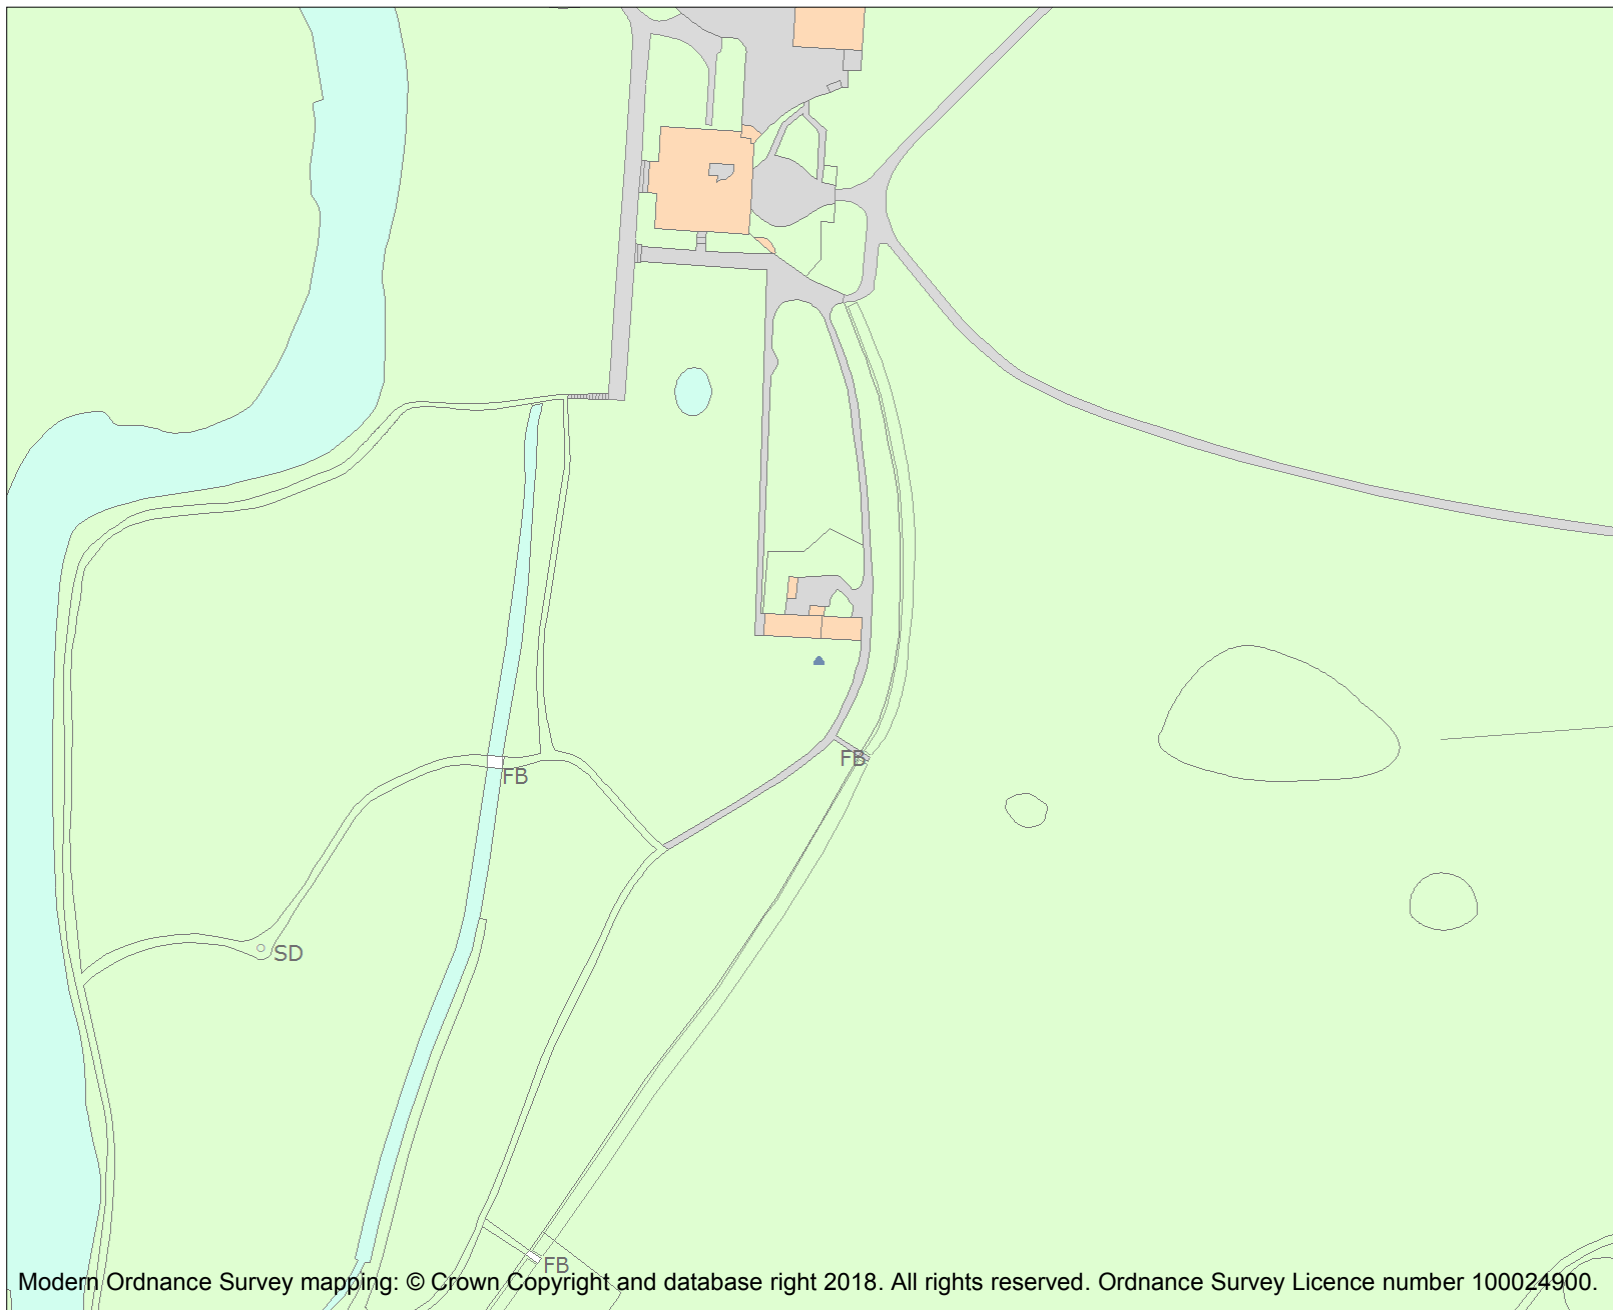 FB
FB
SD
FB
Modern Ordnance Survey mapping: © Crown Copyright and database right 2018. All rights reserved. Ordnance Survey Licence number 100024900.